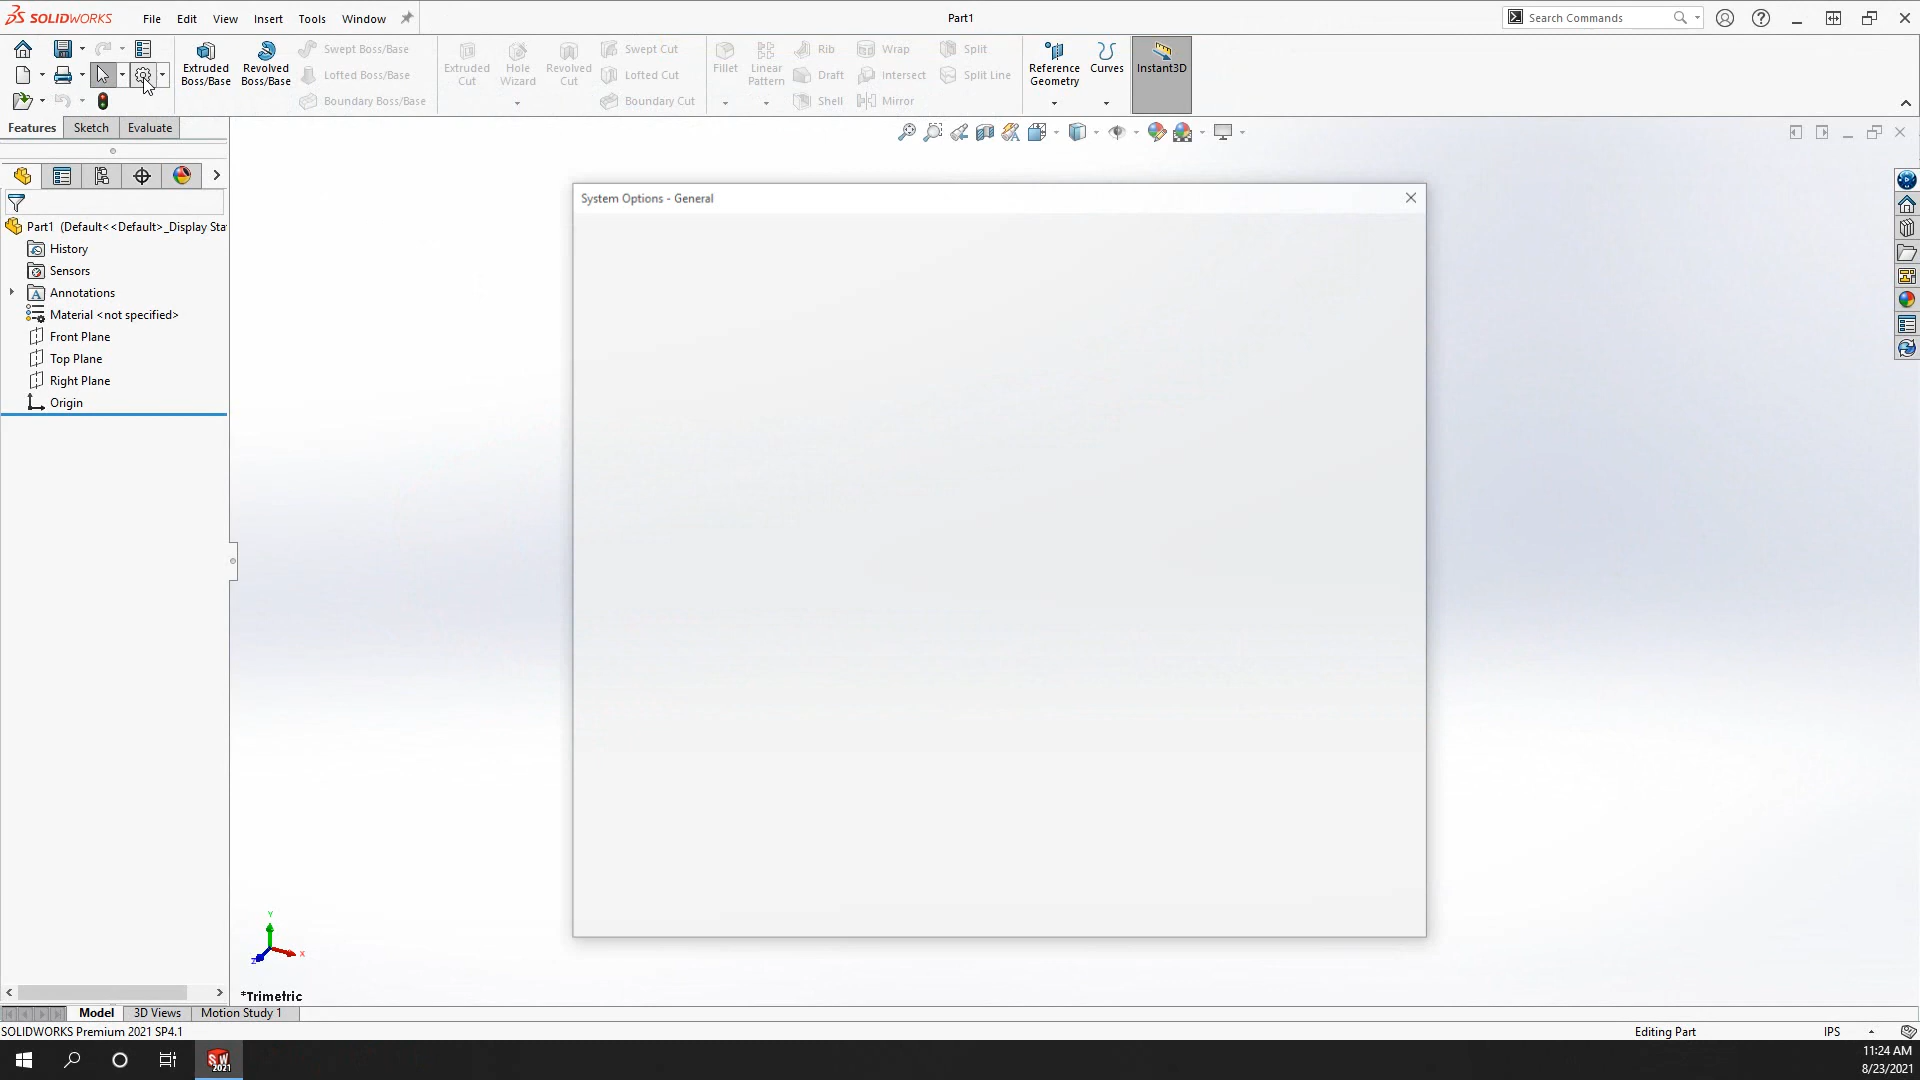 SOLIDWORKS File Edit View Insert Tools Window Part1 Search Commands
Extruded Boss/Base
Revolved Boss/Base
Swept Boss/Base
Lofted Boss/Base
Boundary Boss/Base
Extruded Cut
Hole Wizard
Revolved Cut
Swept Cut
Lofted Cut
Boundary Cut
Fillet
Linear Pattern
Rib
Draft
Shell
Wrap
Intersect
Mirror
Split
Split Line
Reference Geometry
Curves
Instant3D
Features Sketch Evaluate
Part1 (Default<<Default>_Display Sta
History
Sensors
Annotations
Material <not specified>
Front Plane
Top Plane
Right Plane
Origin
System Options - General
Y
X
Z
*Trimetric
Model 3D Views Motion Study 1
SOLIDWORKS Premium 2021 SP4.1 Editing Part IPS
SW 2021
11:24 AM
8/23/2021